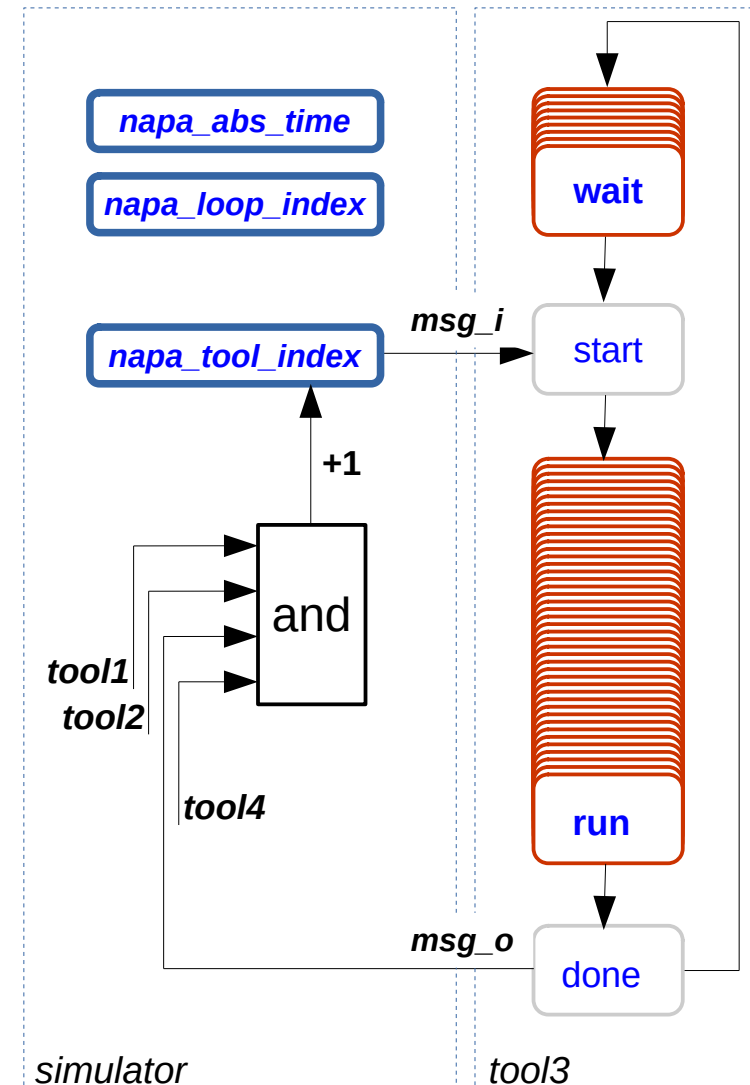 napa_abs_time
napa_loop_index
napa_tool_index
+1
and
tool1
tool2
tool4
simulator
msg_i
msg_o
wait
start
run
done
tool3